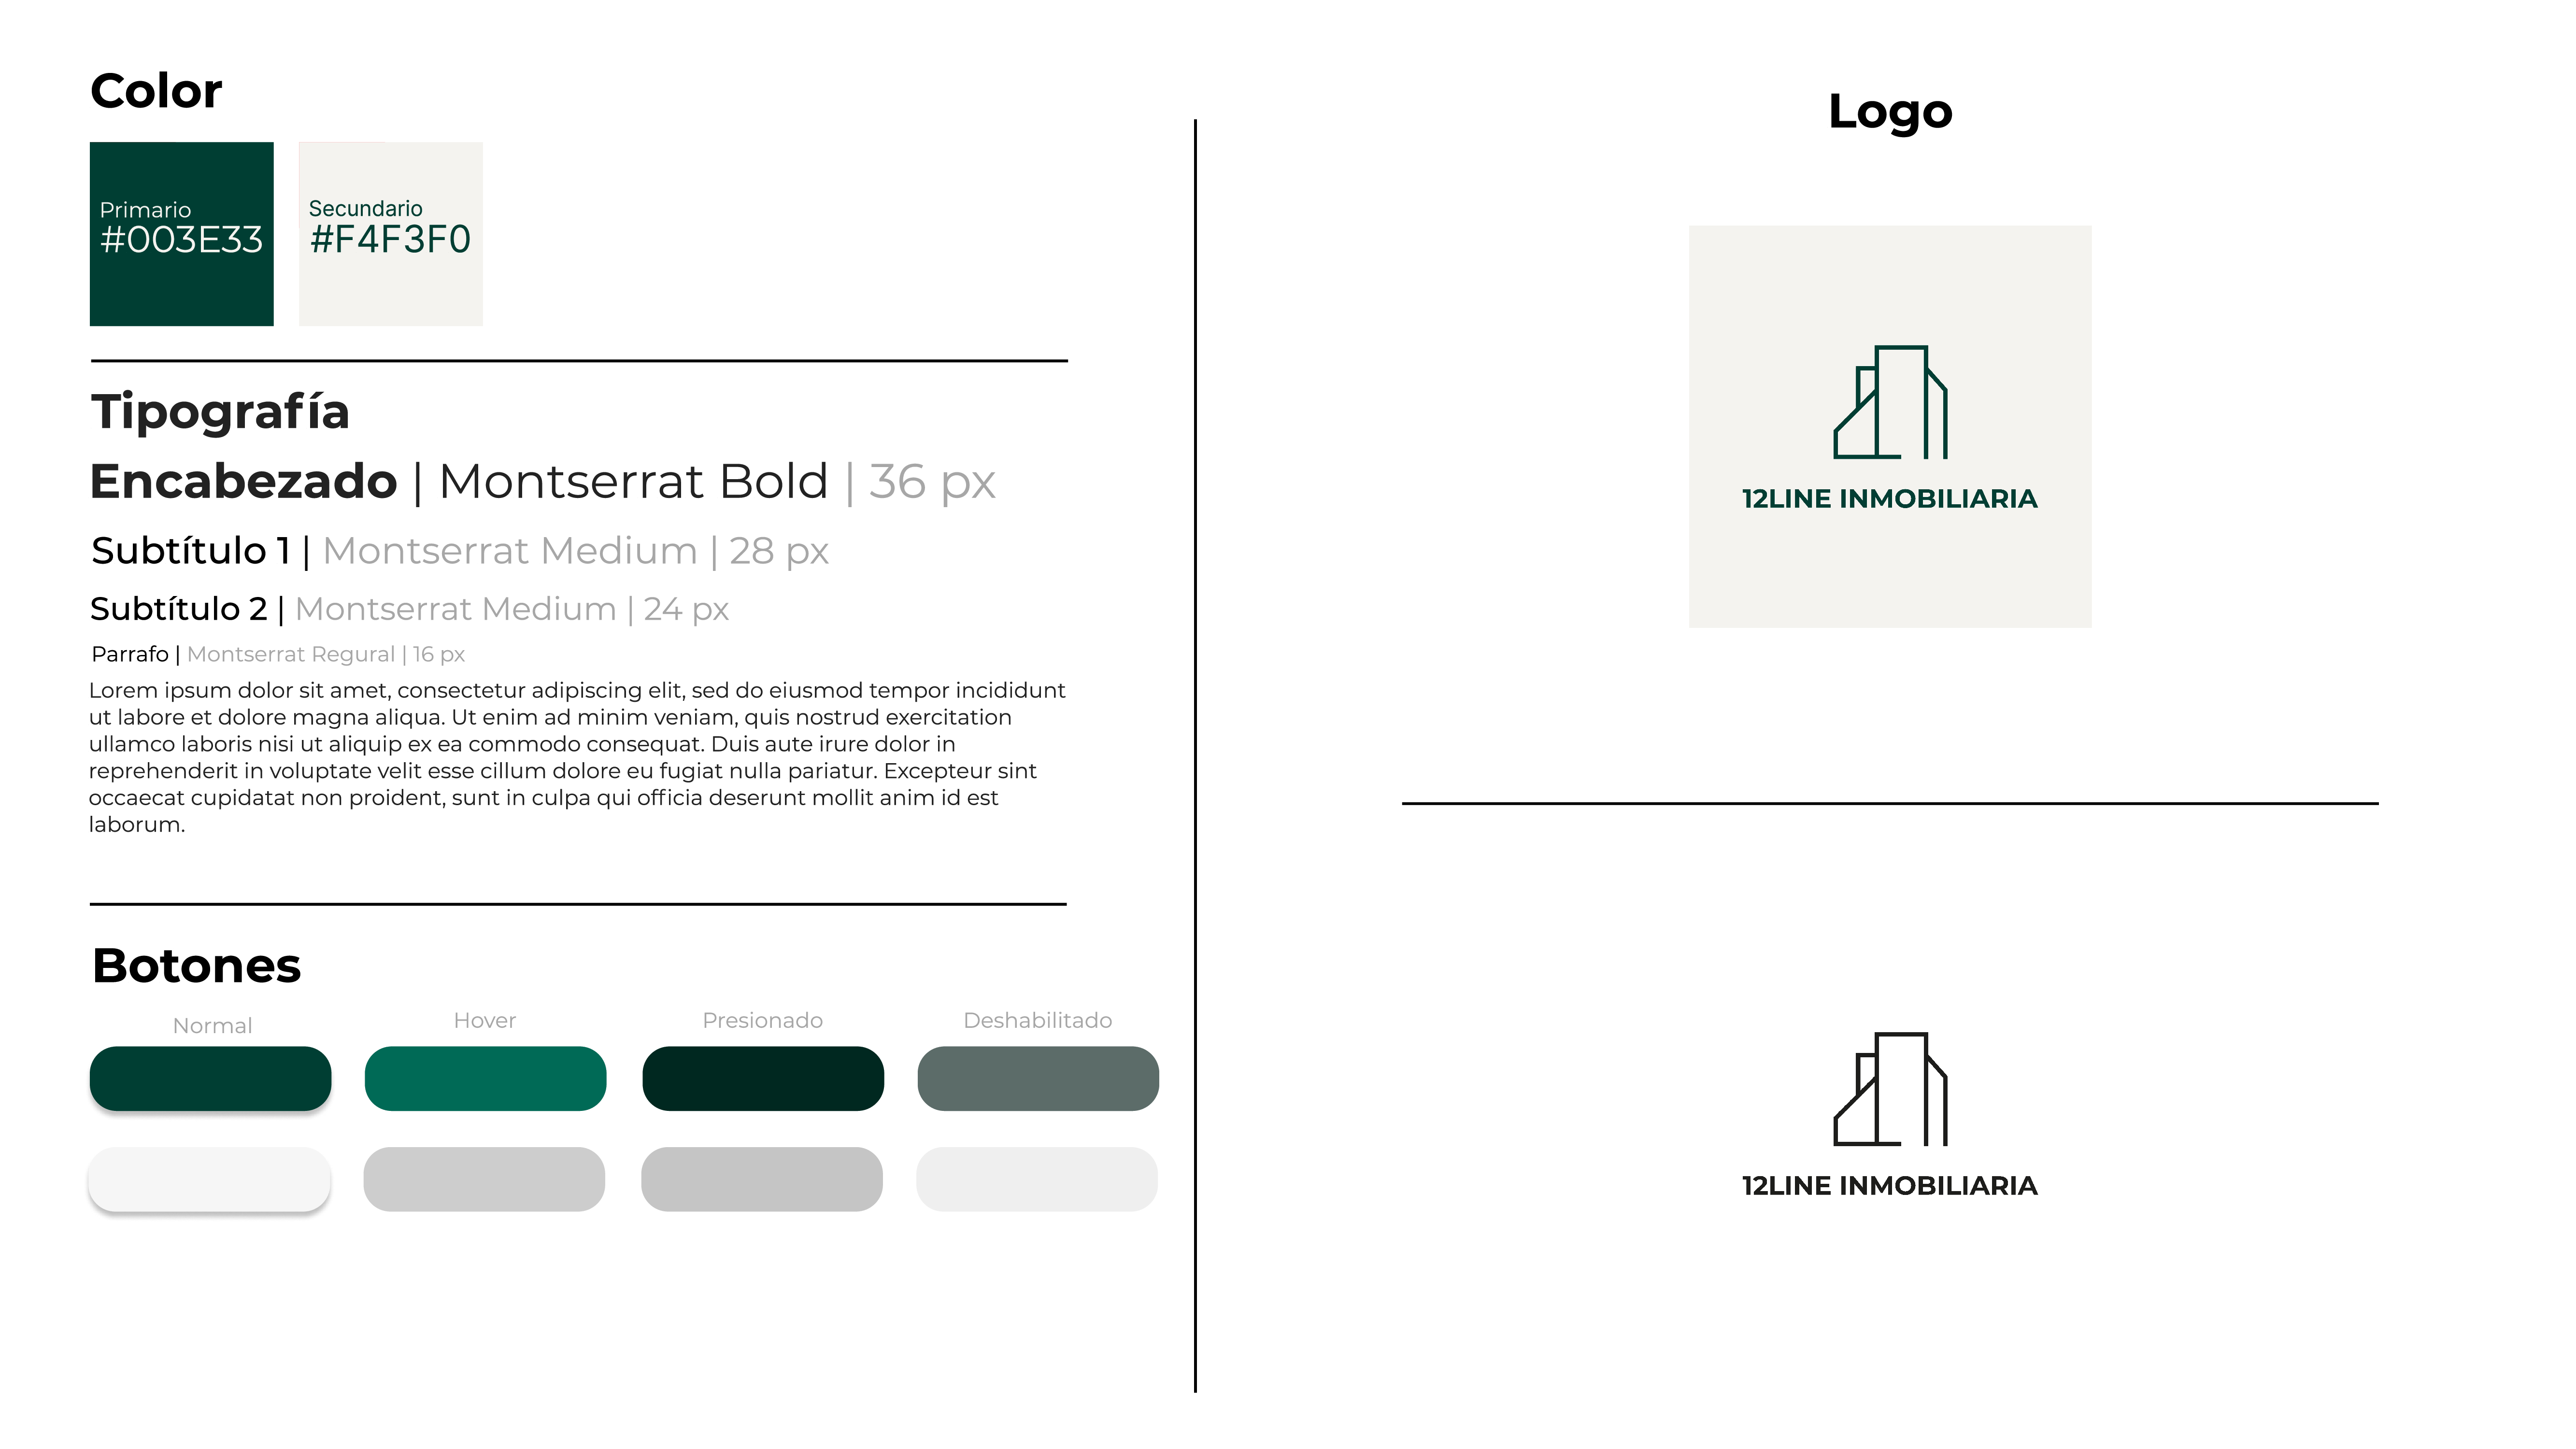 Color
Primario
#003E33
Secundario
#F4F3F0
Tipografía
Encabezado | Montserrat Bold | 36 px
Subtítulo 1 | Montserrat Medium | 28 px
Subtítulo 2 | Montserrat Medium | 24 px
Parrafo | Montserrat Regural | 16 px
Lorem ipsum dolor sit amet, consectetur adipiscing elit, sed do eiusmod tempor incididunt
ut labore et dolore magna aliqua. Ut enim ad minim veniam, quis nostrud exercitation
ullamco laboris nisi ut aliquip ex ea commodo consequat. Duis aute irure dolor in
reprehenderit in voluptate velit esse cillum dolore eu fugiat nulla pariatur. Excepteur sint
occaecat cupidatat non proident, sunt in culpa qui officia deserunt mollit anim id est
laborum.
Botones
Normal
Hover
Presionado
Deshabilitado
Logo
12LINE INMOBILIARIA
12LINE INMOBILIARIA